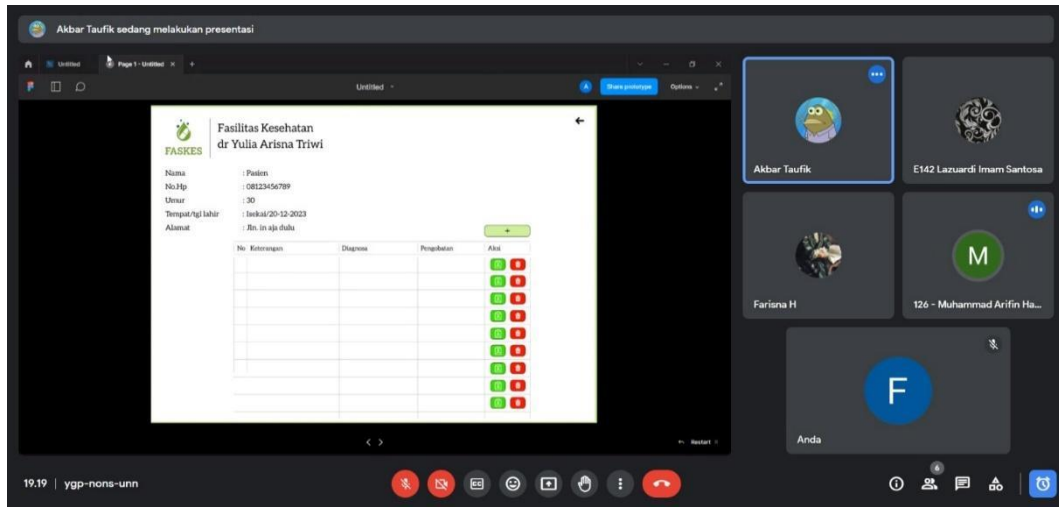 Akbar Taufik sedang melakukan presentasi
Untitled
Page 1 - Untitled
Untitled
A
Share prototype
Options
FASKES
Fasilitas Kesehatan
dr Yulia Arisna Triwi
Nama : Pasien
No.Hp : 08123456789
Umur : 30
Tempat/tgl lahir : Isekai/20-12-2023
Alamat : Jln. in aja dulu
+
No Keterangan Diagnosa Pengobatan Aksi
Restart
Akbar Taufik
E142 Lazuardi Imam Santosa
Farisna H
M
126 - Muhammad Arifin Ha...
F
Anda
19.19 | ygp-nons-unn
CC
6